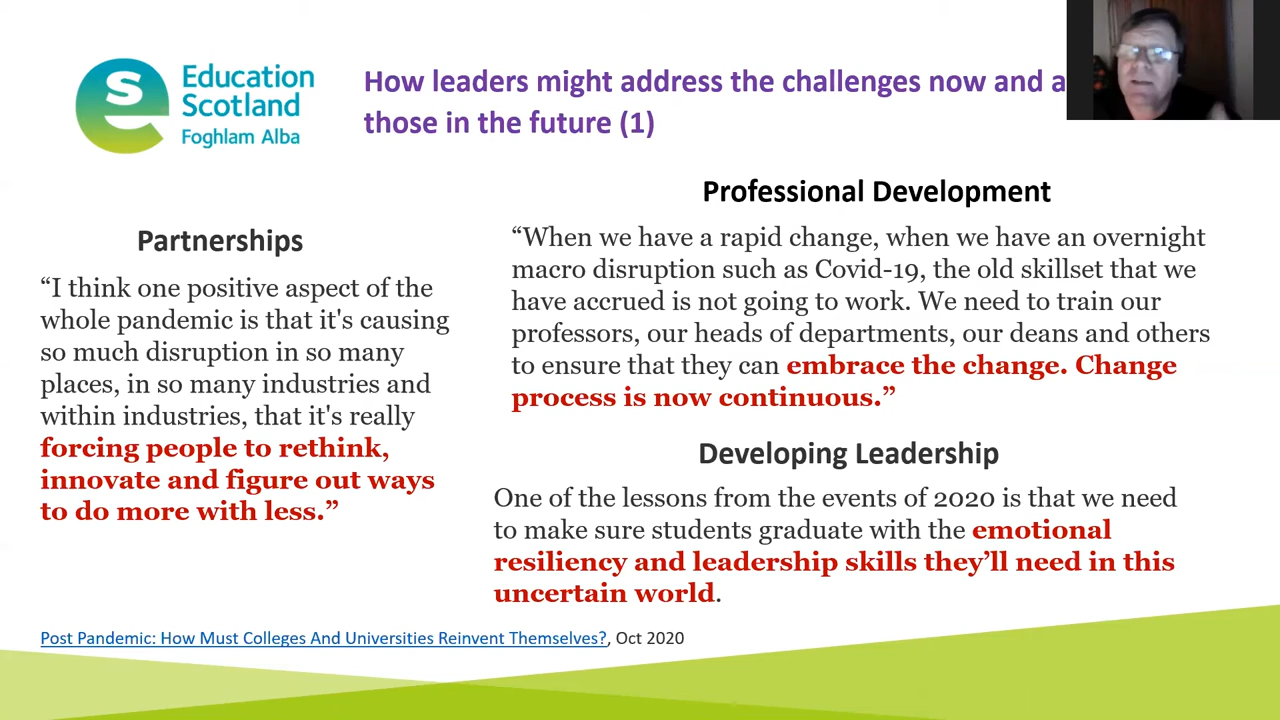 Education
Scotland
Foghlam Alba
How leaders might address the challenges now and
those in the future (1)
Partnerships
“I think one positive aspect of the
whole pandemic is that it's causing
so much disruption in so many
places, in so many industries and
within industries, that it's really
forcing people to rethink,
innovate and figure out ways
to do more with less.”
Professional Development
“When we have a rapid change, when we have an overnight
macro disruption such as Covid-19, the old skillset that we
have accrued is not going to work. We need to train our
professors, our heads of departments, our deans and others
to ensure that they can embrace the change. Change
process is now continuous.”
Developing Leadership
One of the lessons from the events of 2020 is that we need
to make sure students graduate with the emotional
resiliency and leadership skills they’ll need in this
uncertain world.
Post Pandemic: How Must Colleges And Universities Reinvent Themselves?, Oct 2020